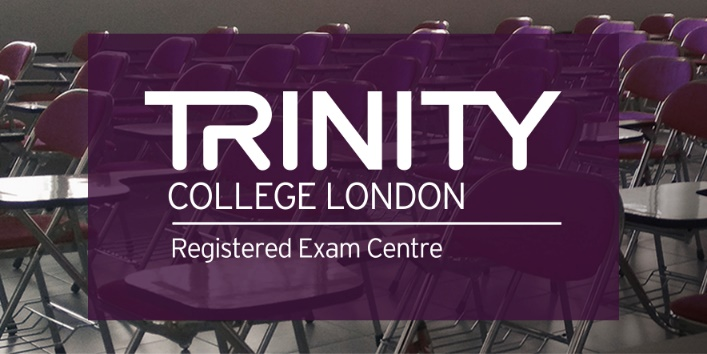 TRINITY
COLLEGE LONDON
Registered Exam Centre